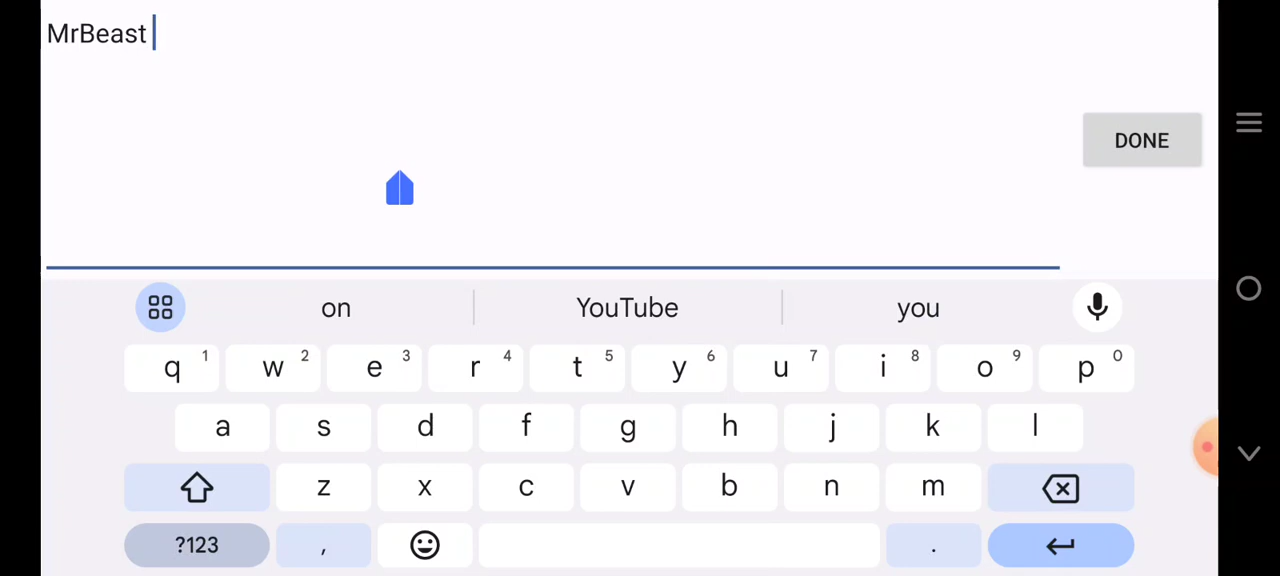 MrBeast
DONE
on YouTube you
q 1 w 2 e 3 r 4 t 5 y 6 u 7 i 8 o 9 p 0
a s d f g h j k l
z x c v b n m
?123 , .